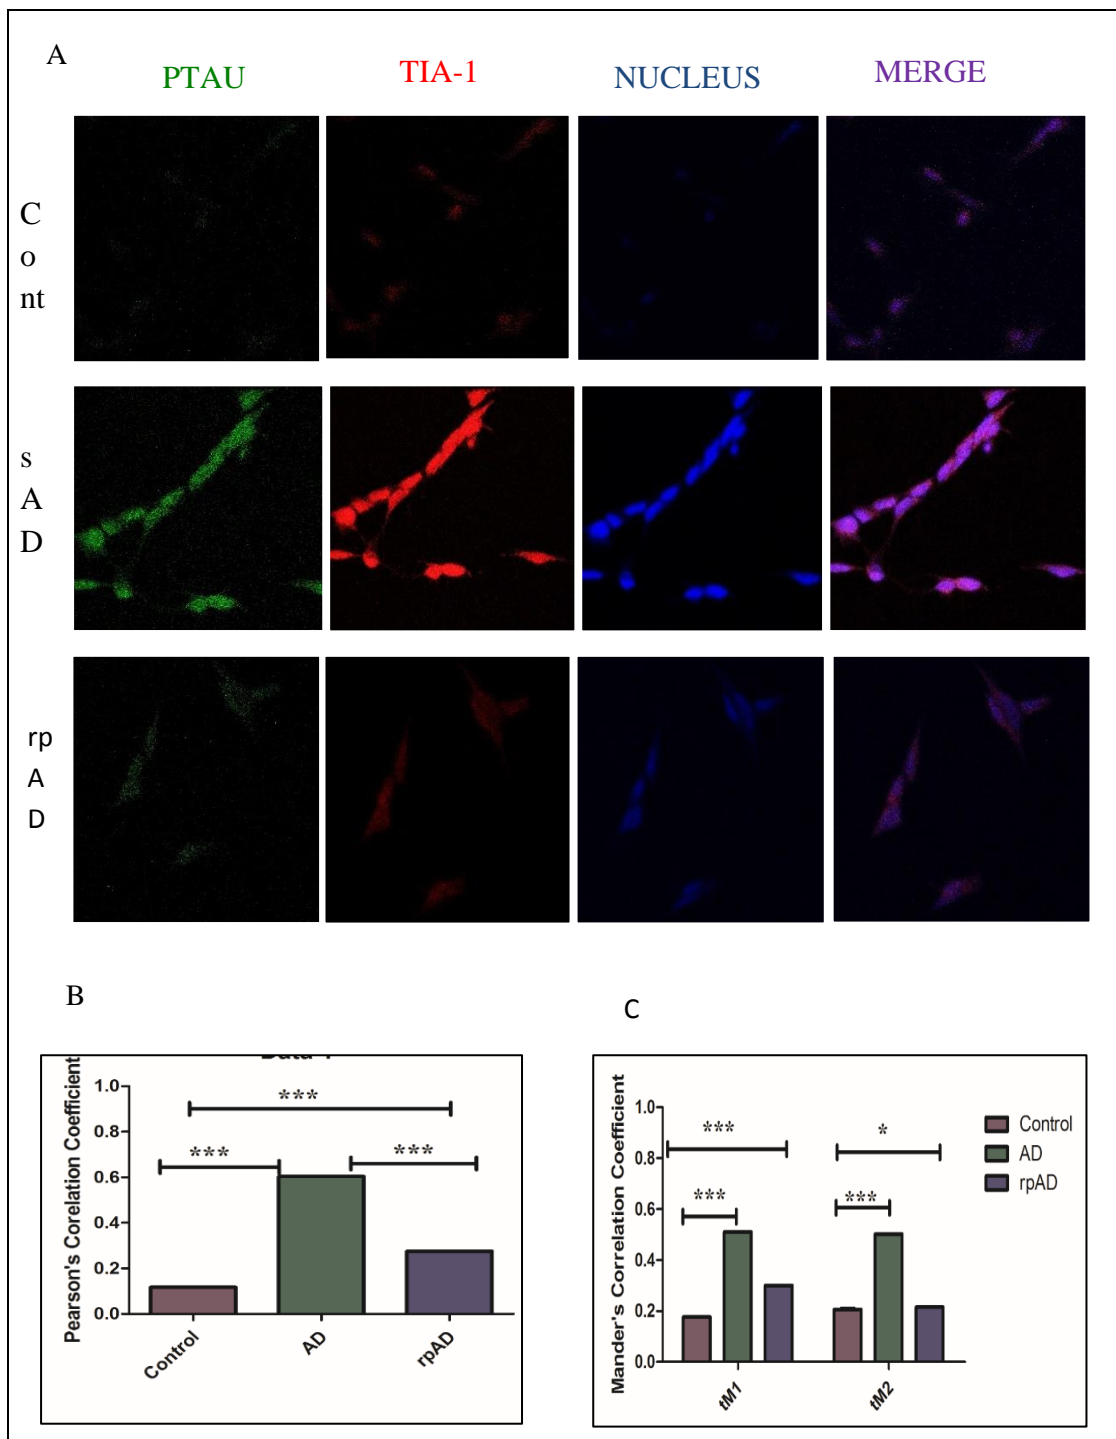 A
PTAU TIA-1 NUCLEUS MERGE
C
o
nt
s
A
D
rp
A
D
B
C
Pearson's Corelation Coefficient
1.0
0.8
0.6
0.4
0.2
0.0
***
***
***
Control
AD
rpAD
Mander's Correlation Coefficient
1.0
0.8
0.6
0.4
0.2
0.0
***
***
*
***
tM1
tM2
Control
AD
rpAD